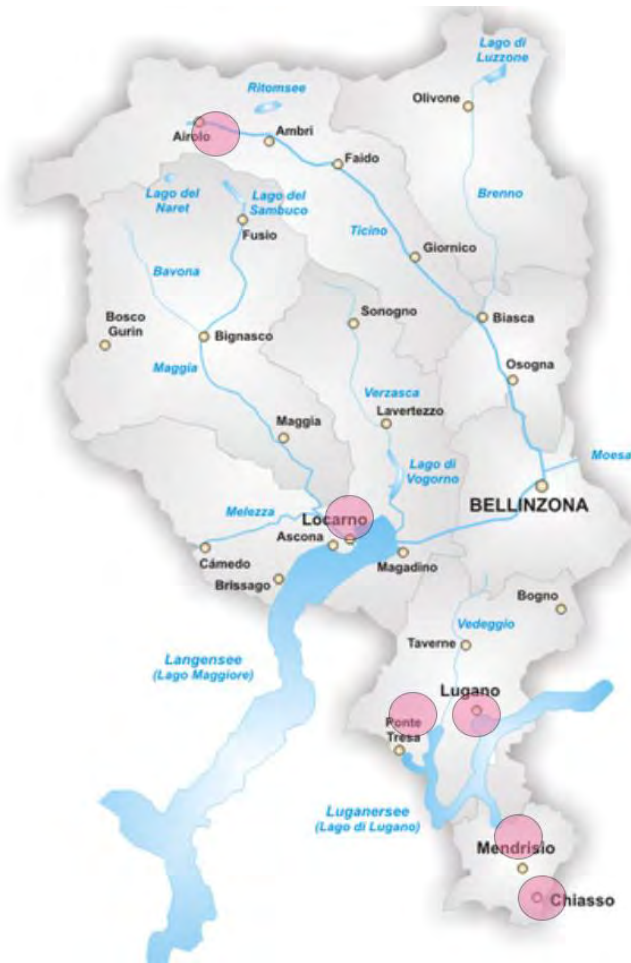 Lago di
Luzzone
Ritomsee
Olivone
Airolo
Ambri
Faido
Lago del
Naret
Lago del
Sambuco
Brenno
Fusio
Ticino
Giornico
Bavona
Sonogno
Biasca
Bosco
Gurin
Bignasco
Osogna
Maggia
Verzasca
Lavertezzo
Maggia
Lago di
Vogorno
Moesa
BELLINZONA
Melezza
Locarno
Ascona
Cámedo
Magadino
Brissago
Bogno
Vedeggio
Taverne
Langensee
(Lago Maggiore)
Lugano
Ponte
Tresa
Luganersee
(Lago di Lugano)
Mendrisio
Chiasso